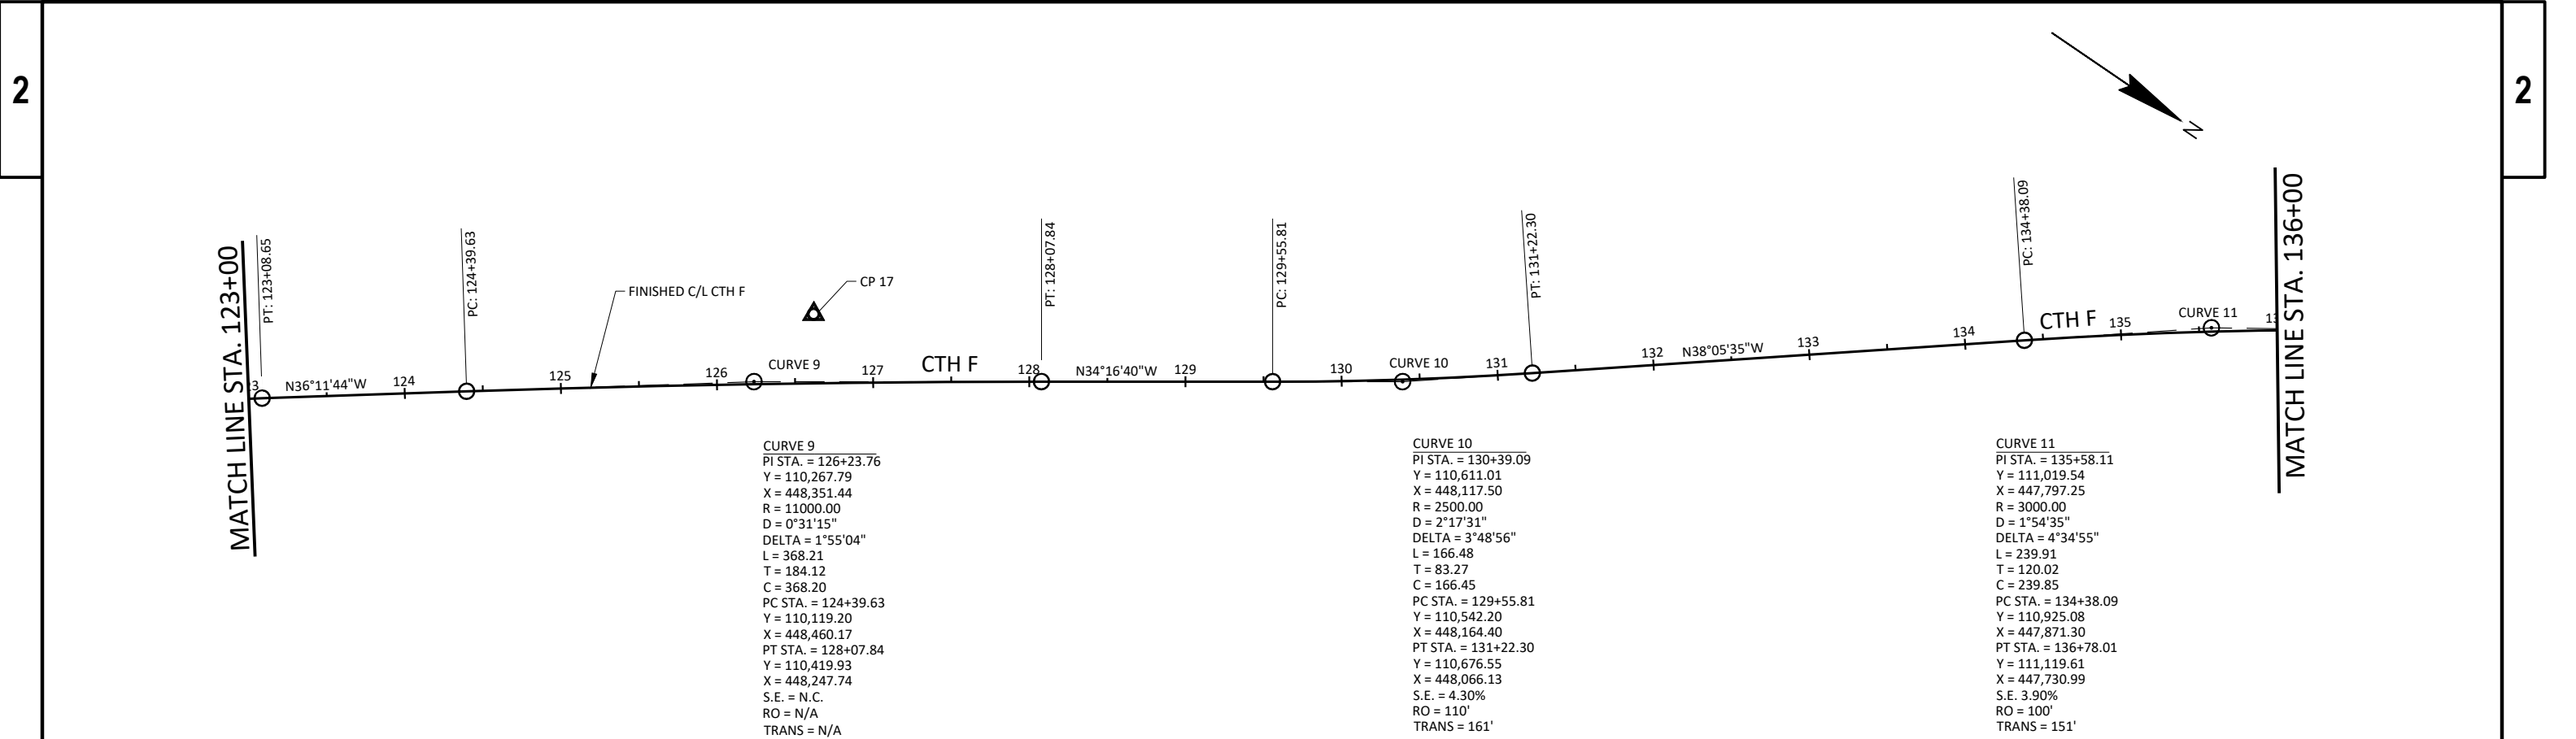 2
2
N
MATCH LINE STA. 123+00
PT: 123+08.65
PC: 124+39.63
FINISHED C/L CTH F
CP 17
PT: 128+07.84
PC: 129+55.81
PT: 131+22.30
PC: 134+38.09
MATCH LINE STA. 136+00
N36°11'44"W
124
125
126
CURVE 9
127
CTH F
128
N34°16'40"W
129
130
CURVE 10
131
132
N38°05'35"W
133
134
CTH F
135
CURVE 11
CURVE 9
PI STA. = 126+23.76
Y = 110,267.79
X = 448,351.44
R = 11000.00
D = 0°31'15"
DELTA = 1°55'04"
L = 368.21
T = 184.12
C = 368.20
PC STA. = 124+39.63
Y = 110,119.20
X = 448,460.17
PT STA. = 128+07.84
Y = 110,419.93
X = 448,247.74
S.E. = N.C.
RO = N/A
TRANS = N/A
CURVE 10
PI STA. = 130+39.09
Y = 110,611.01
X = 448,117.50
R = 2500.00
D = 2°17'31"
DELTA = 3°48'56"
L = 166.48
T = 83.27
C = 166.45
PC STA. = 129+55.81
Y = 110,542.20
X = 448,164.40
PT STA. = 131+22.30
Y = 110,676.55
X = 448,066.13
S.E. = 4.30%
RO = 110'
TRANS = 161'
CURVE 11
PI STA. = 135+58.11
Y = 111,019.54
X = 447,797.25
R = 3000.00
D = 1°54'35"
DELTA = 4°34'55"
L = 239.91
T = 120.02
C = 239.85
PC STA. = 134+38.09
Y = 110,925.08
X = 447,871.30
PT STA. = 136+78.01
Y = 111,119.61
X = 447,730.99
S.E. 3.90%
RO = 100'
TRANS = 151'